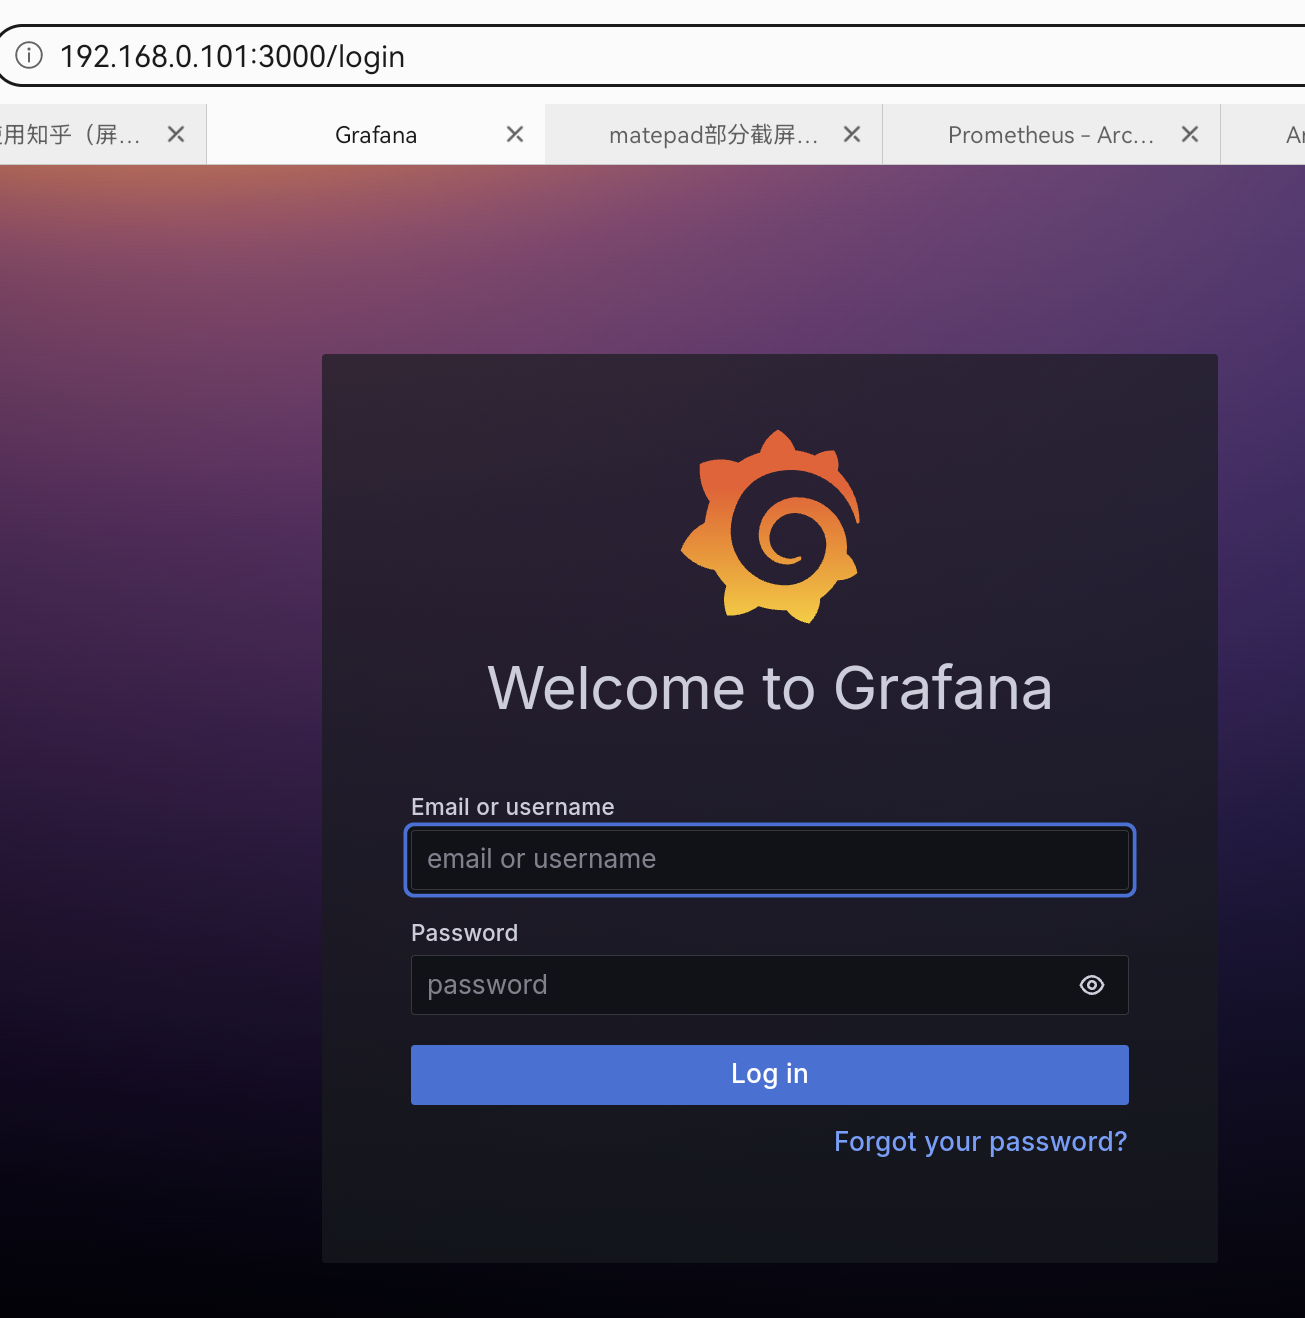 192.168.0.101:3000/login
用知乎（屏...
Grafana
matepad部分截屏...
Prometheus - Arc...
Welcome to Grafana
Email or username
email or username
Password
password
Log in
Forgot your password?